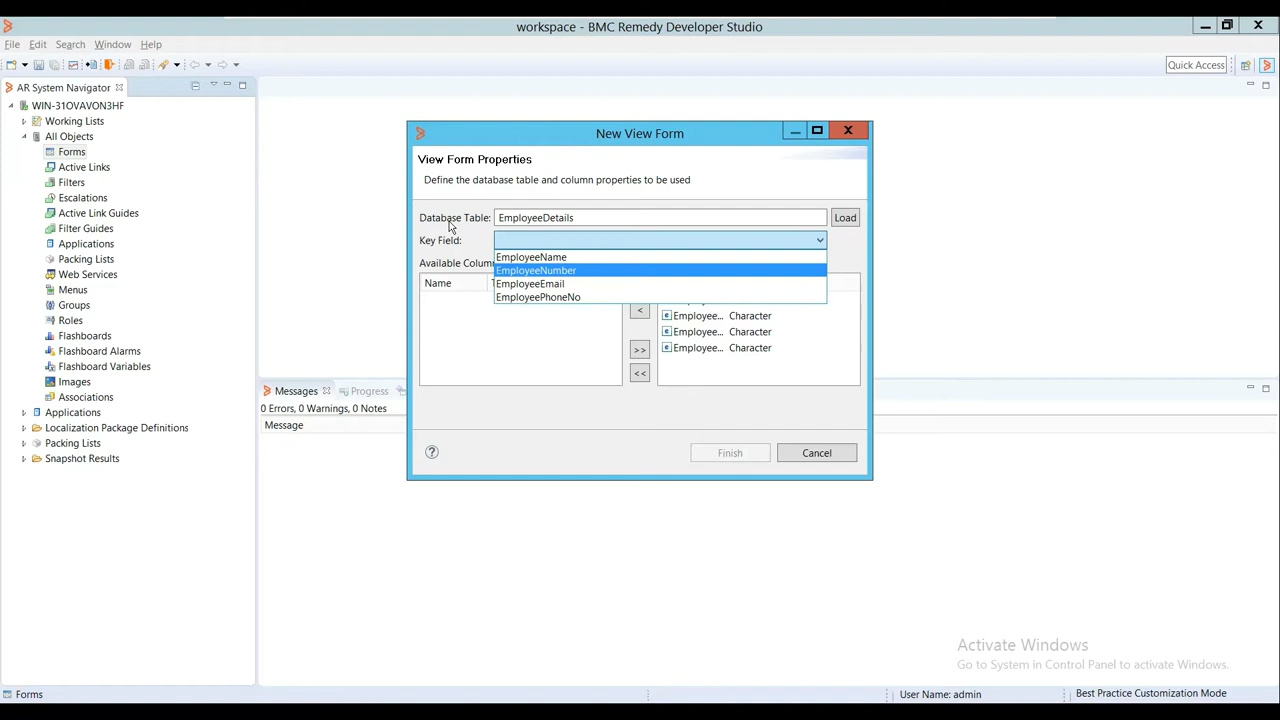 workspace - BMC Remedy Developer Studio
File Edit Search Window Help
Quick Access
AR System Navigator
WIN-31OVAVON3HF
Working Lists
All Objects
Forms
Active Links
Filters
Escalations
Active Link Guides
Filter Guides
Applications
Packing Lists
Web Services
Menus
Groups
Roles
Flashboards
Flashboard Alarms
Flashboard Variables
Images
Associations
Applications
Localization Package Definitions
Packing Lists
Snapshot Results
New View Form
View Form Properties
Define the database table and column properties to be used
Database Table: EmployeeDetails Load
Key Field:
EmployeeName
EmployeeNumber
EmployeeEmail
EmployeePhoneNo
Available Colum
Name
<
Employee... Character
Employee... Character
>>
Employee... Character
<<
? Finish Cancel
Messages Progress
0 Errors, 0 Warnings, 0 Notes
Message
Activate Windows
Go to System in Control Panel to activate Windows.
Forms User Name: admin Best Practice Customization Mode